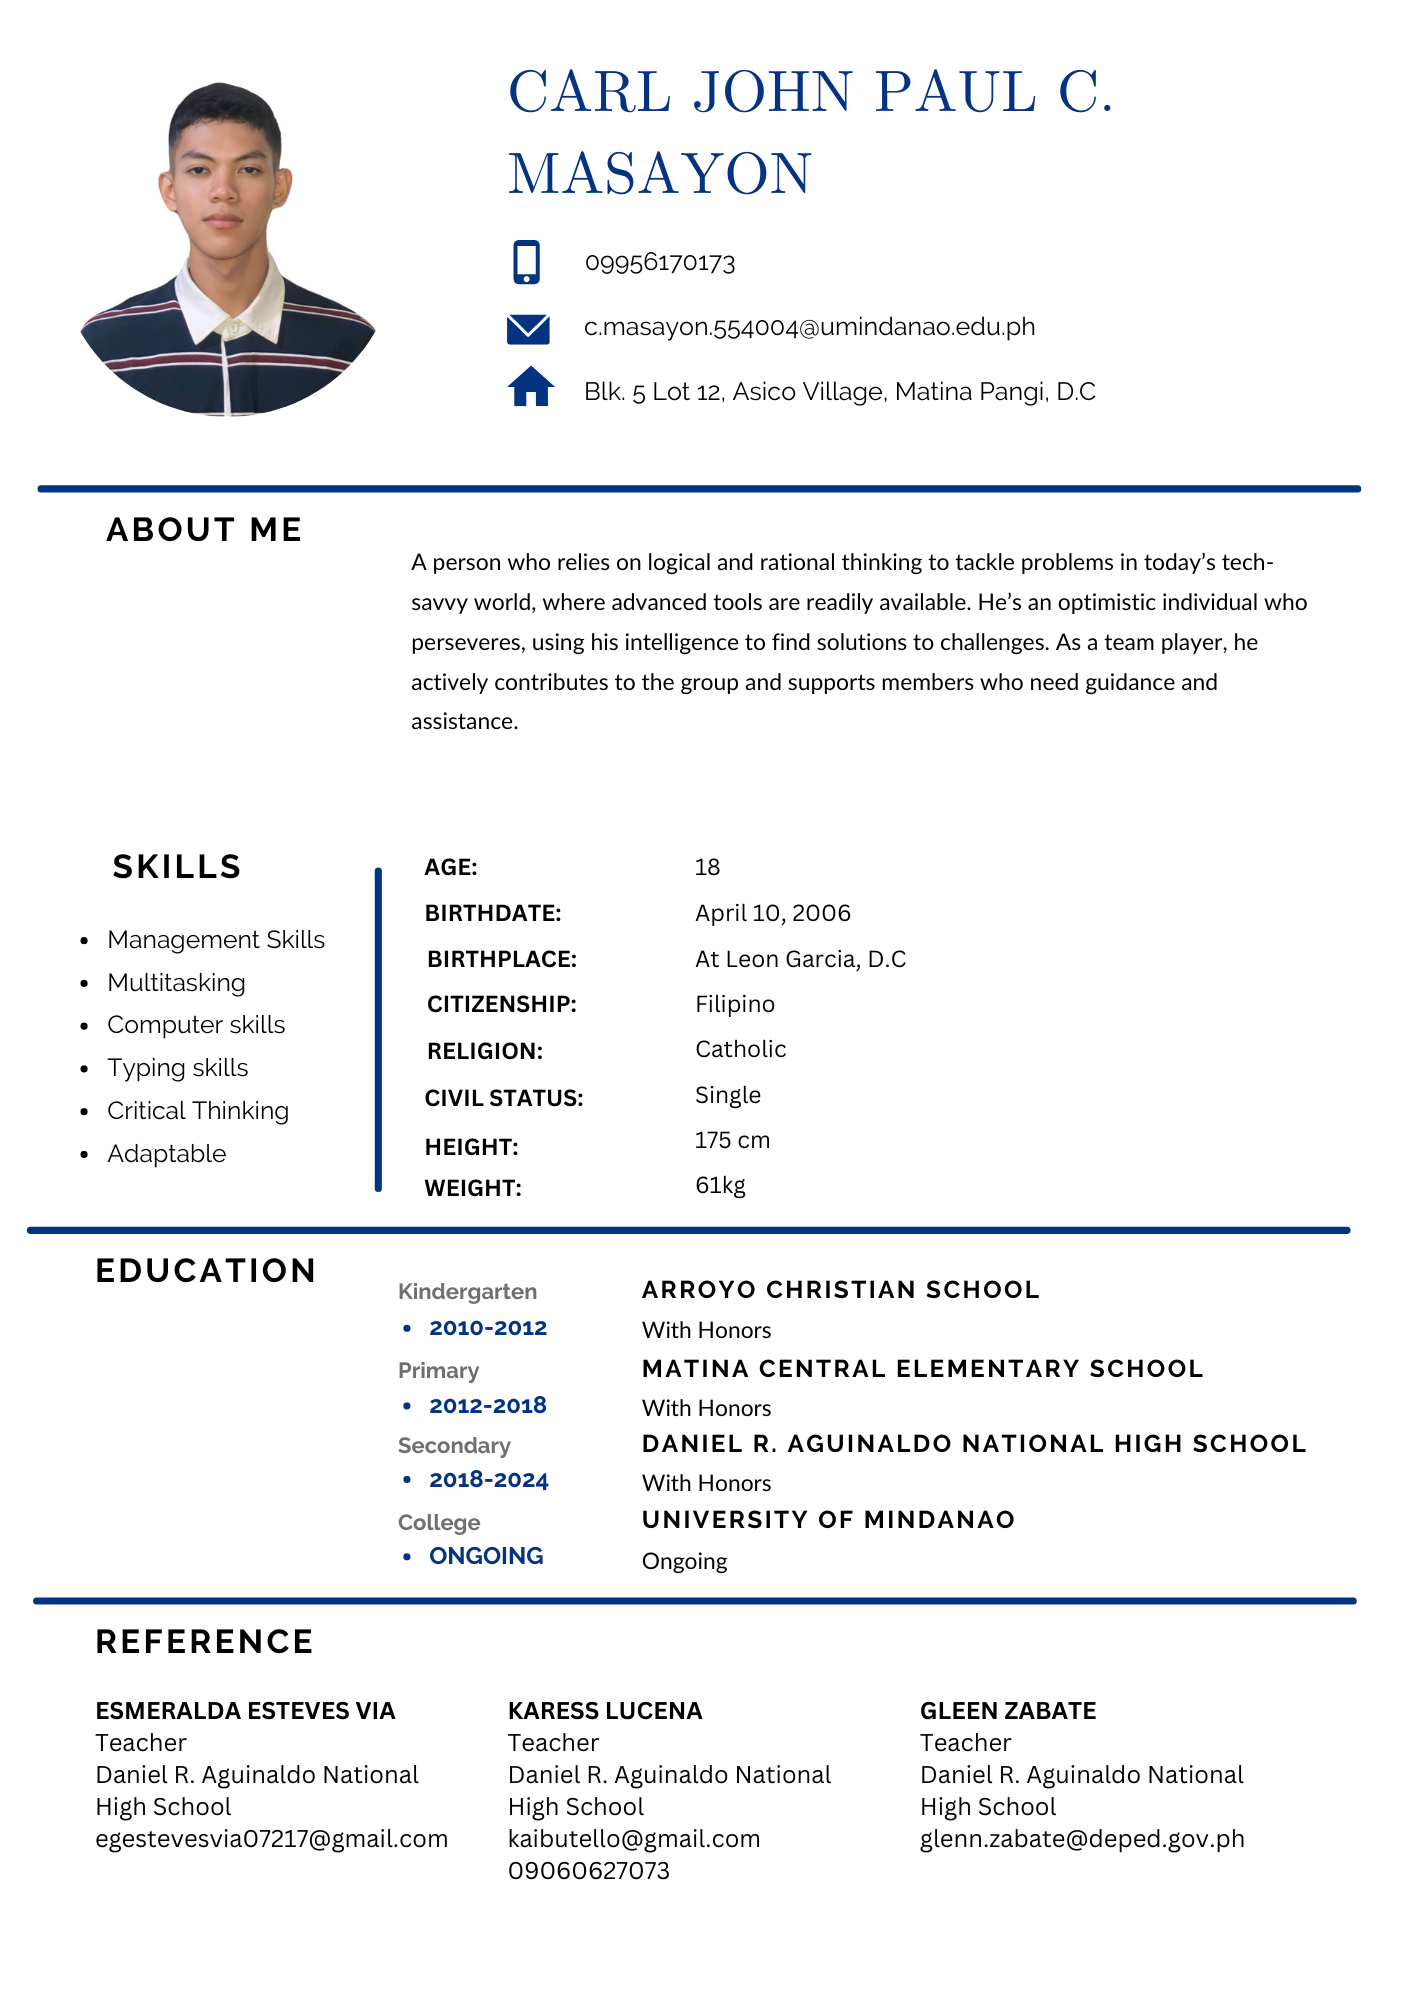 CARL JOHN PAUL C.
MASAYON
09956170173
c.masayon.554004@umindanao.edu.ph
Blk. 5 Lot 12, Asico Village, Matina Pangi, D.C
ABOUT ME
A person who relies on logical and rational thinking to tackle problems in today’s tech-
savvy world, where advanced tools are readily available. He’s an optimistic individual who
perseveres, using his intelligence to find solutions to challenges. As a team player, he
actively contributes to the group and supports members who need guidance and
assistance.
SKILLS
• Management Skills
• Multitasking
• Computer skills
• Typing skills
• Critical Thinking
• Adaptable
AGE: 18
BIRTHDATE: April 10, 2006
BIRTHPLACE: At Leon Garcia, D.C
CITIZENSHIP: Filipino
RELIGION: Catholic
CIVIL STATUS: Single
HEIGHT: 175 cm
WEIGHT: 61kg
EDUCATION
Kindergarten ARROYO CHRISTIAN SCHOOL
• 2010-2012 With Honors
Primary MATINA CENTRAL ELEMENTARY SCHOOL
• 2012-2018 With Honors
Secondary DANIEL R. AGUINALDO NATIONAL HIGH SCHOOL
• 2018-2024 With Honors
College UNIVERSITY OF MINDANAO
• ONGOING Ongoing
REFERENCE
ESMERALDA ESTEVES VIA
Teacher
Daniel R. Aguinaldo National
High School
egestevesvia07217@gmail.com
KARESS LUCENA
Teacher
Daniel R. Aguinaldo National
High School
kaibutello@gmail.com
09060627073
GLEEN ZABATE
Teacher
Daniel R. Aguinaldo National
High School
glenn.zabate@deped.gov.ph